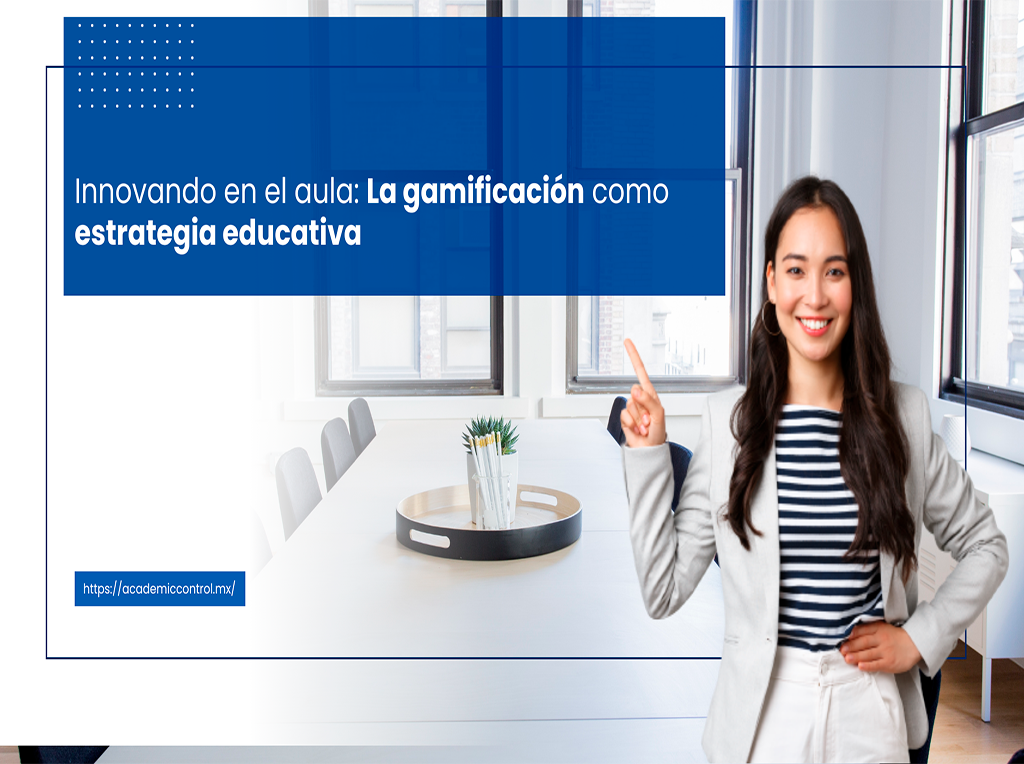 Innovando en el aula: La gamificación como
estrategia educativa
https://academiccontrol.mx/